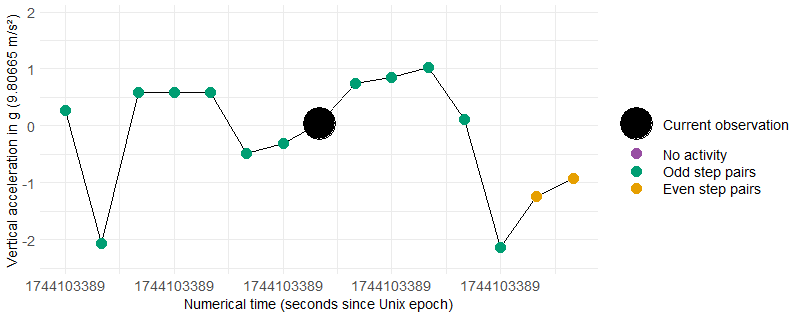 Vertical acceleration in g (9.80665 m/s²)
2
1
0
-1
-2
1744103389 1744103389 1744103389 1744103389 1744103389
Numerical time (seconds since Unix epoch)
Current observation
No activity
Odd step pairs
Even step pairs